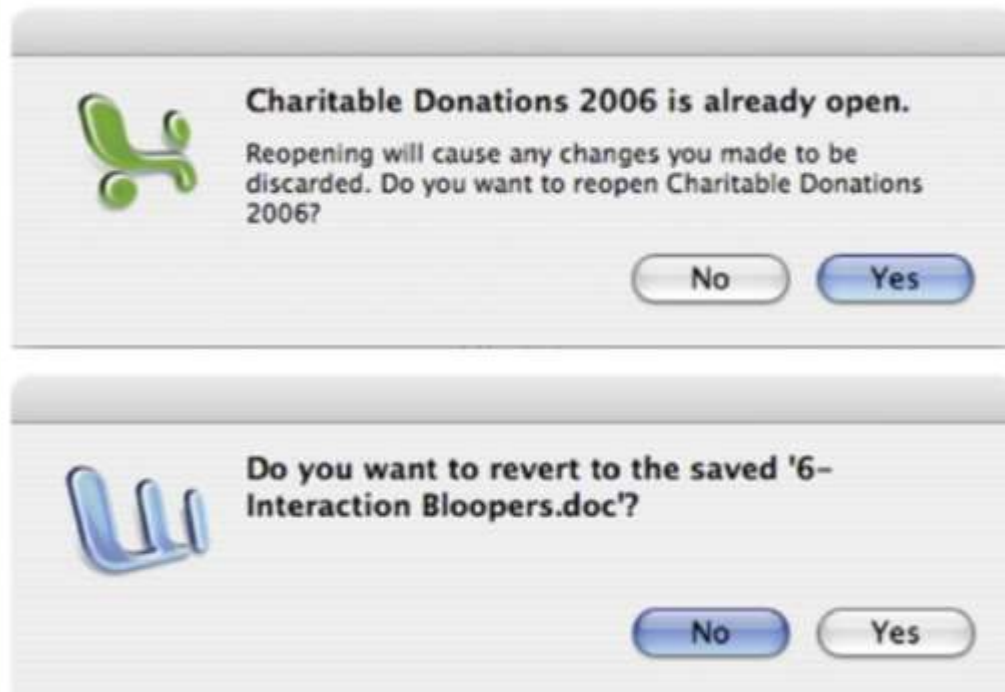 Charitable Donations 2006 is already open.
Reopening will cause any changes you made to be
discarded. Do you want to reopen Charitable Donations
2006?
No Yes
Do you want to revert to the saved '6–
Interaction Bloopers.doc'?
No Yes